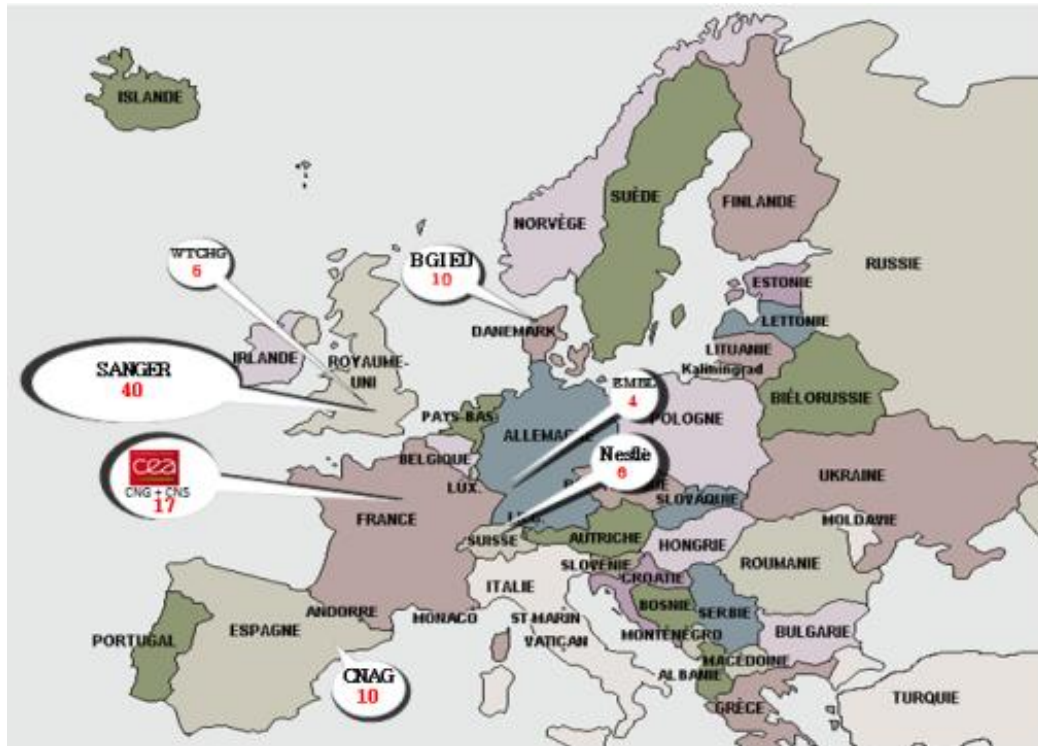 ISLANDE
SUÈDE
FINLANDE
NORVÈGE
RUSSIE
WTCHG
6
BGI EU
10
ESTONIE
LETTONIE
DANEMARK
LITUANIE
Kaliningrad
IRLANDE
ROYAUME-
UNI
SANGER
40
EMBL
4
BIÉLORUSSIE
PAYS-BAS
ALLEMAGNE
POLOGNE
BELGIQUE
Nestlé
6
cea
CNG + CNS
17
LUX.
UKRAINE
SLOVAQUIE
FRANCE
MOLDAVIE
SUISSE
AUTRICHE
HONGRIE
ROUMANIE
SLOVÉNIE
CROATIE
ITALIE
ANDORRE
MONACO
ST MARIN
BOSNIE
SERBIE
ESPAGNE
PORTUGAL
VATICAN
MONTÉNÉGRO
BULGARIE
MACÉDOINE
ALBANIE
CNAG
10
GRÈCE
TURQUIE